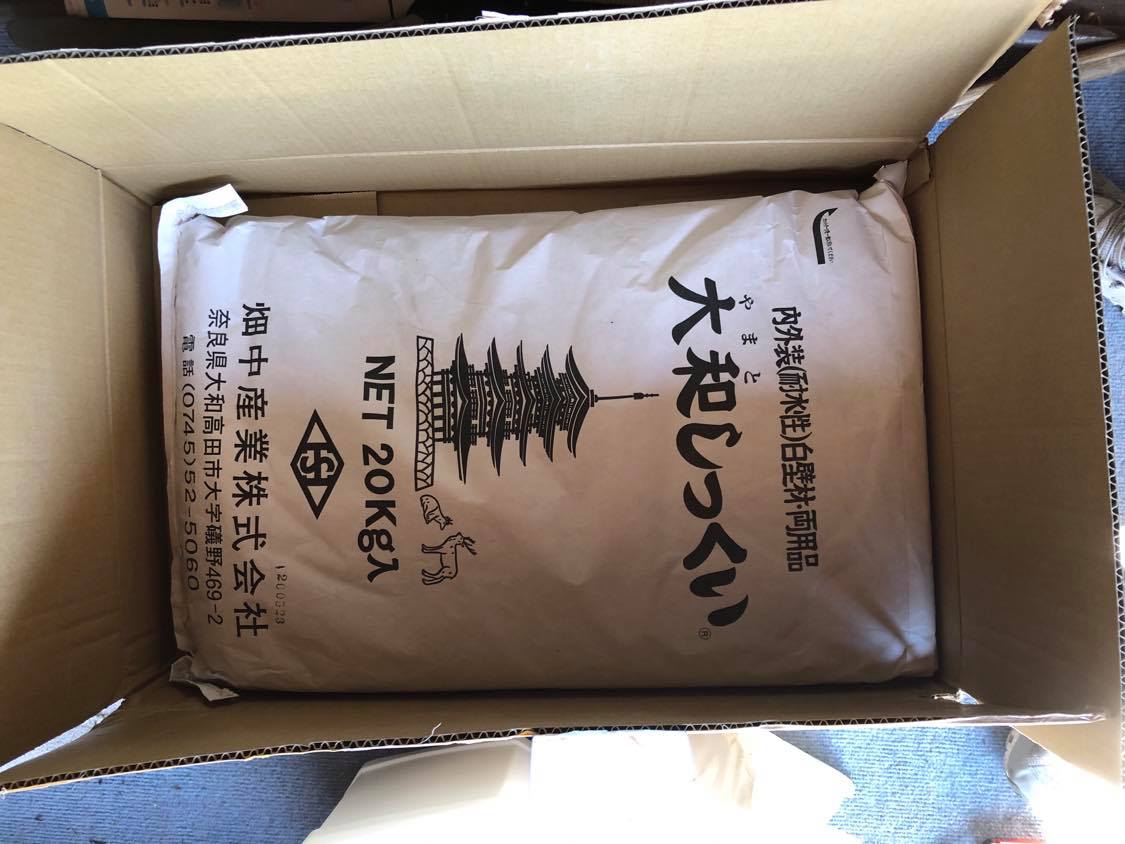 内外装(耐水性)白壁材・両用品
やまと
大和しっくい
®
NET 20Kg入
畑中産業株式会社
奈良県大和高田市大字礒野469-2
電話(0745)52-5060